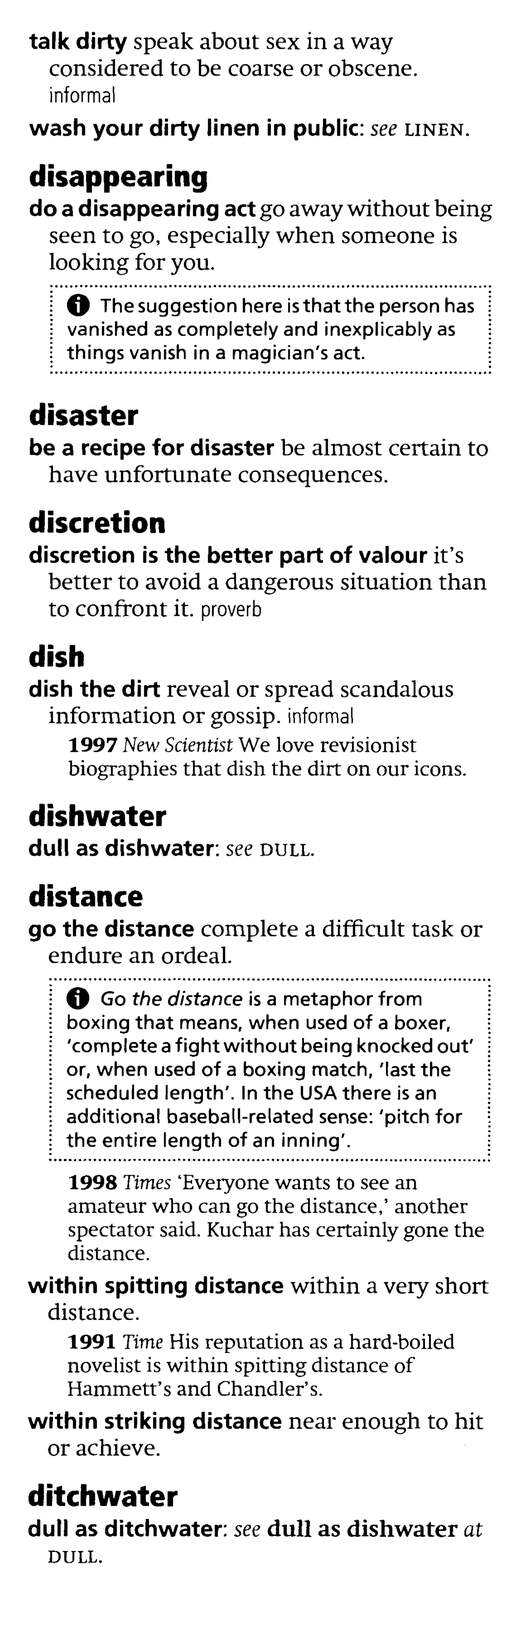 talk dirty speak about sex in a way
considered to be coarse or obscene.
informal
wash your dirty linen in public: see LINEN.
disappearing
do a disappearing act go away without being
seen to go, especially when someone is
looking for you.
The suggestion here is that the person has
vanished as completely and inexplicably as
things vanish in a magician's act.
disaster
be a recipe for disaster be almost certain to
have unfortunate consequences.
discretion
discretion is the better part of valour it's
better to avoid a dangerous situation than
to confront it. proverb
dish
dish the dirt reveal or spread scandalous
information or gossip. informal
1997 New Scientist We love revisionist
biographies that dish the dirt on our icons.
dishwater
dull as dishwater: see DULL.
distance
go the distance complete a difficult task or
endure an ordeal.
Go the distance is a metaphor from
boxing that means, when used of a boxer,
'complete a fight without being knocked out'
or, when used of a boxing match, 'last the
scheduled length'. In the USA there is an
additional baseball-related sense: 'pitch for
the entire length of an inning'.
1998 Times 'Everyone wants to see an
amateur who can go the distance,' another
spectator said. Kuchar has certainly gone the
distance.
within spitting distance within a very short
distance.
1991 Time His reputation as a hard-boiled
novelist is within spitting distance of
Hammett's and Chandler's.
within striking distance near enough to hit
or achieve.
ditchwater
dull as ditchwater: see dull as dishwater at
DULL.